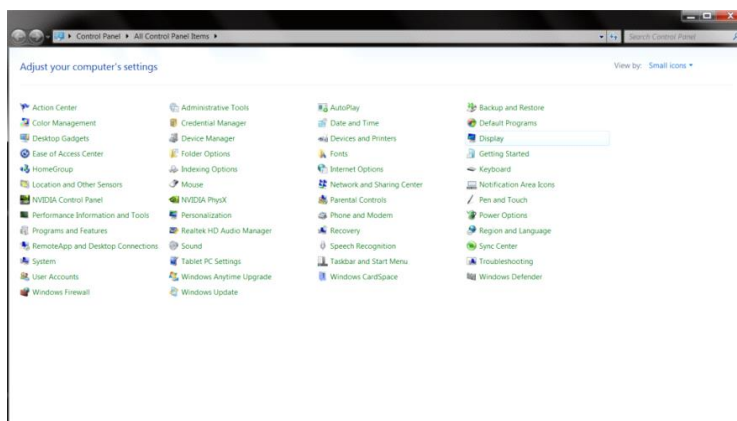 Control Panel All Control Panel Items
Search Control Panel
Adjust your computer's settings
View by: Small icons
Action Center Administrative Tools AutoPlay Backup and Restore
Color Management Credential Manager Date and Time Default Programs
Desktop Gadgets Device Manager Devices and Printers Display
Ease of Access Center Folder Options Fonts Getting Started
HomeGroup Indexing Options Internet Options Keyboard
Location and Other Sensors Mouse Network and Sharing Center Notification Area Icons
NVIDIA Control Panel NVIDIA PhysX Parental Controls Pen and Touch
Performance Information and Tools Personalization Phone and Modem Power Options
Programs and Features Realtek HD Audio Manager Recovery Region and Language
RemoteApp and Desktop Connections Sound Speech Recognition Sync Center
System Tablet PC Settings Taskbar and Start Menu Troubleshooting
User Accounts Windows Anytime Upgrade Windows CardSpace Windows Defender
Windows Firewall Windows Update